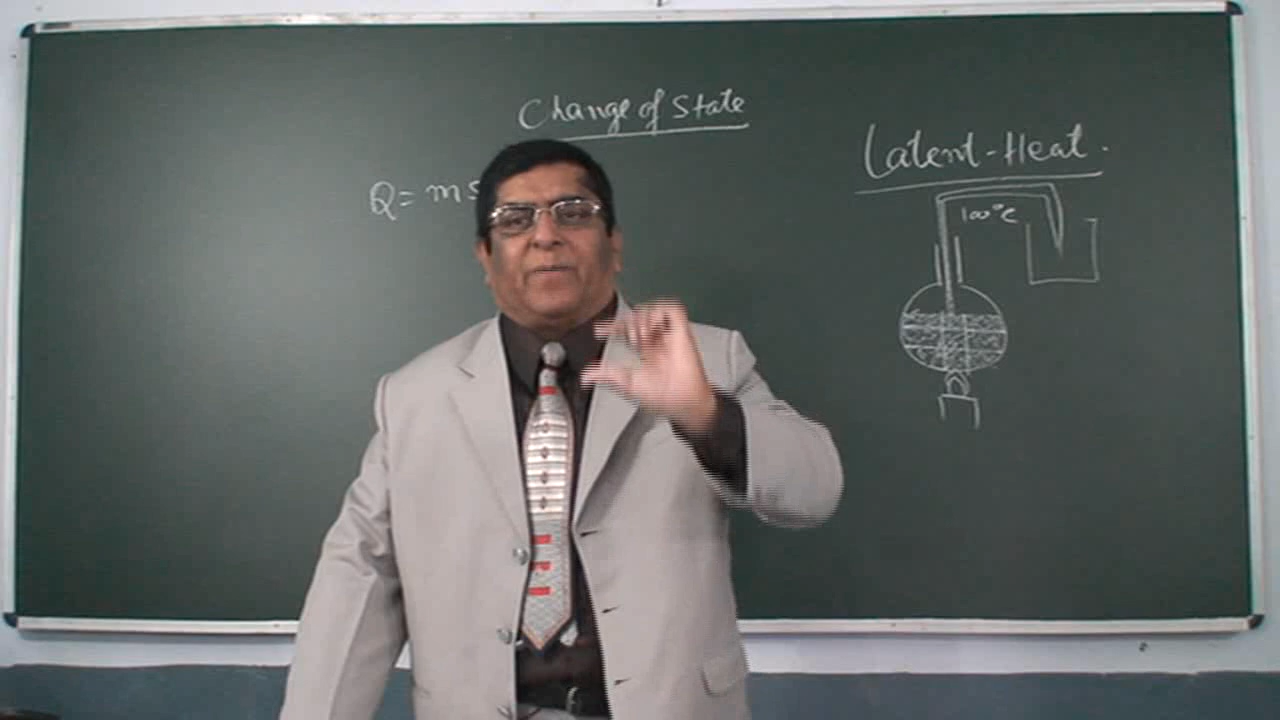 Change of State
Q = m s
Latent-Heat.
100°C